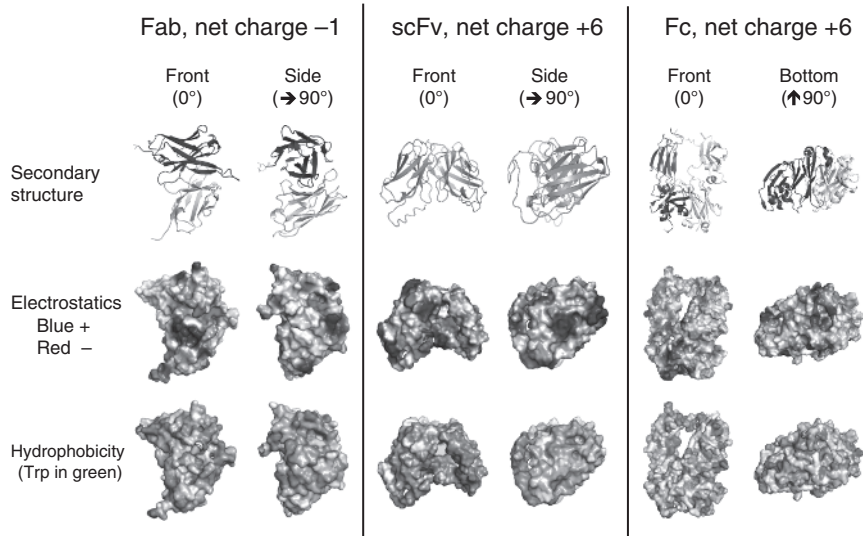 Fab, net charge –1
scFv, net charge +6
Fc, net charge +6
Front
(0°)
Side
(➔ 90°)
Front
(0°)
Side
(➔ 90°)
Front
(0°)
Bottom
(🡩 90°)
Secondary
structure
Electrostatics
Blue +
Red –
Hydrophobicity
(Trp in green)